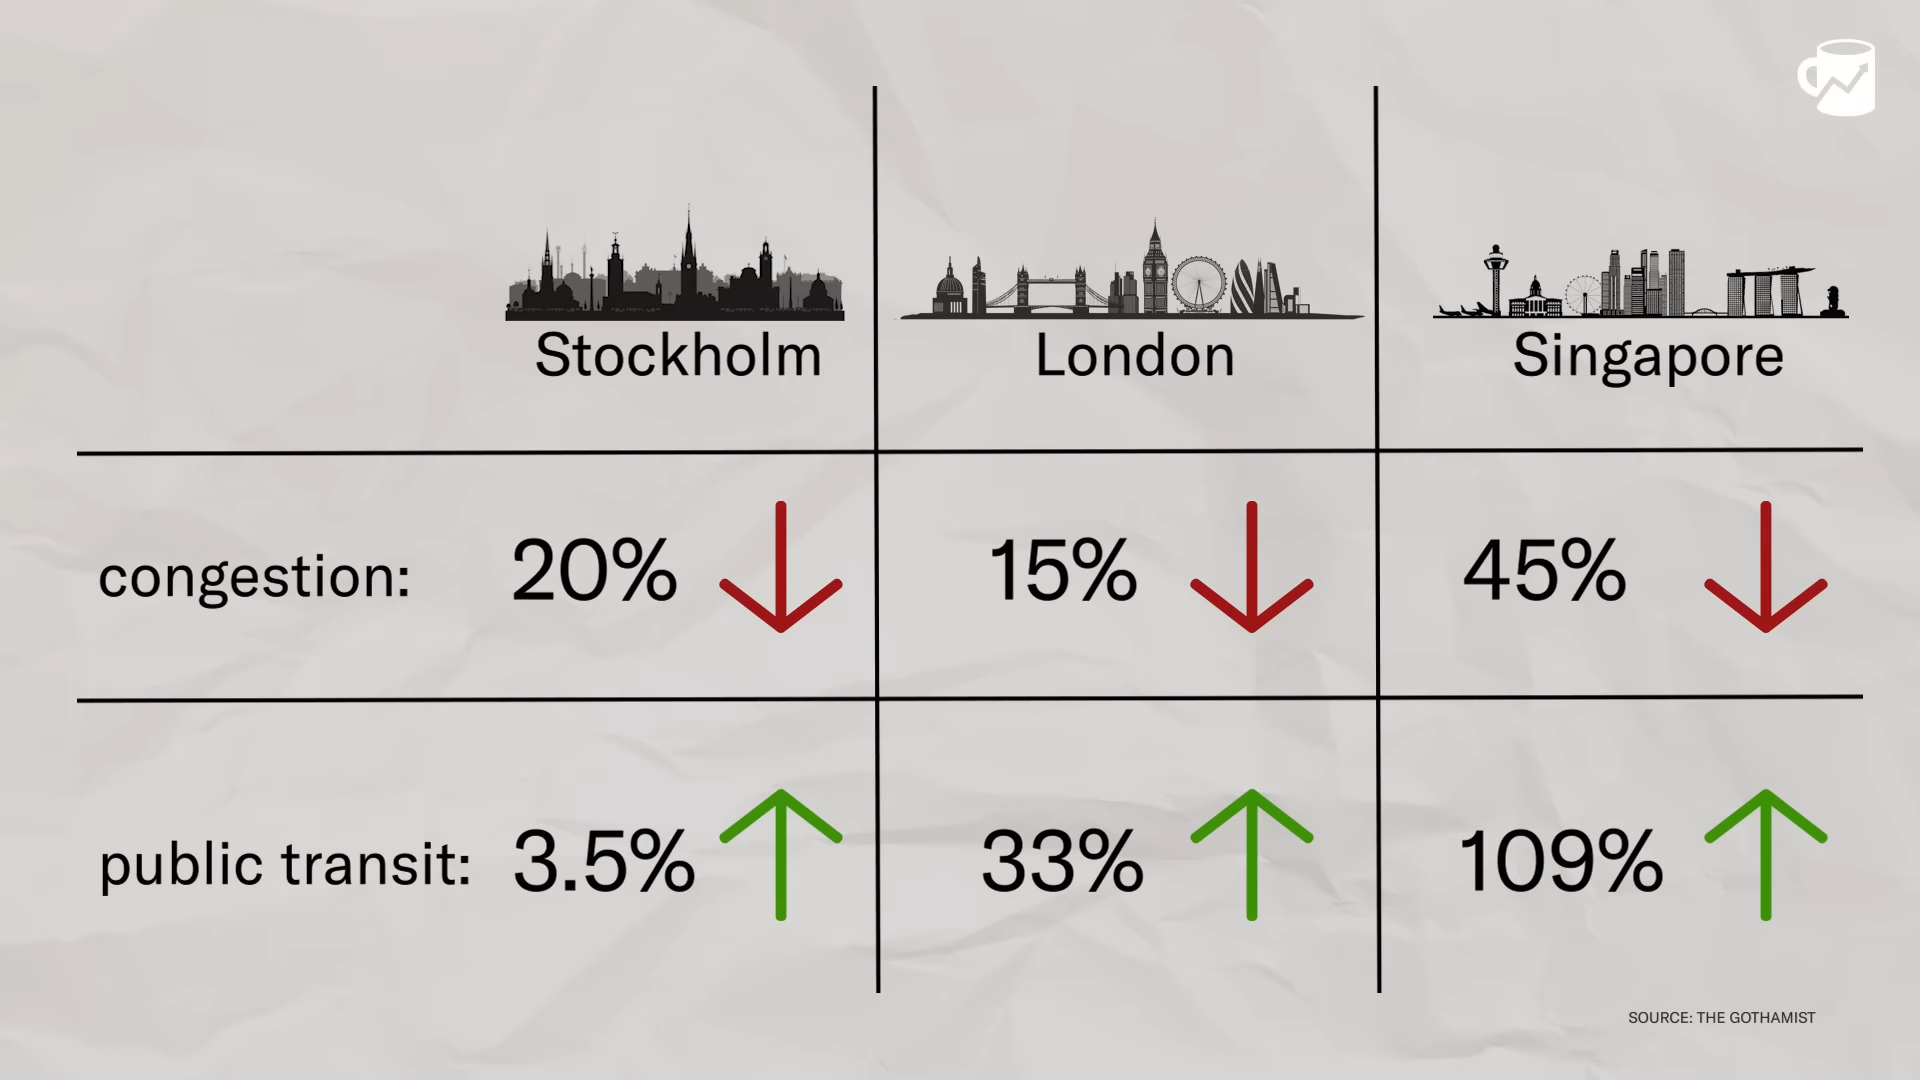 Stockholm London Singapore
congestion: 20% 15% 45%
public transit: 3.5% 33% 109%
SOURCE: THE GOTHAMIST